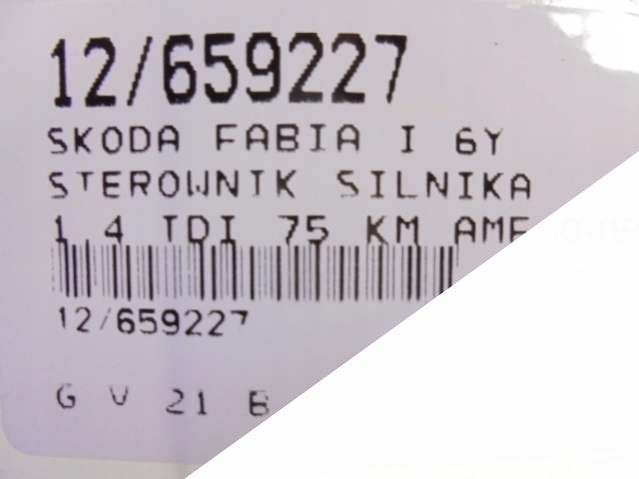 12/659227
SKODA FABIA I 6Y
STEROWNIK SILNIKA
1.4 TDI 75 KM AMF
12/659227
G V 21 B